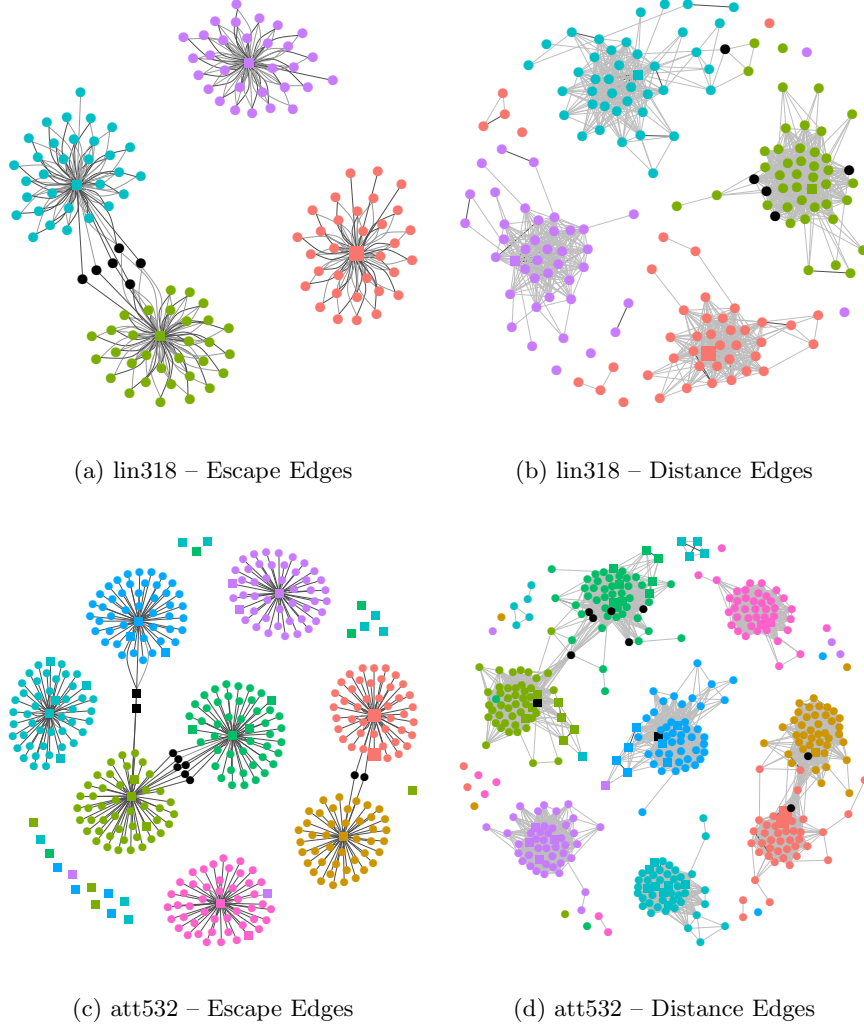 (a) lin318 – Escape Edges
(b) lin318 – Distance Edges
(c) att532 – Escape Edges
(d) att532 – Distance Edges